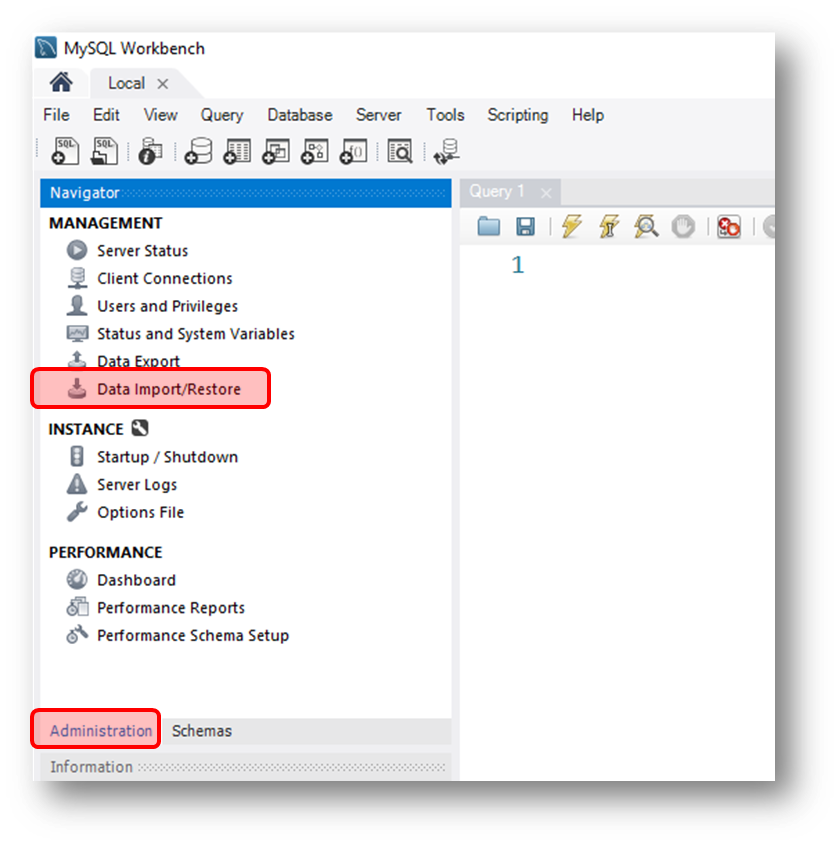 MySQL Workbench
Local
File Edit View Query Database Server Tools Scripting Help
SQL SQL
Navigator
Query 1
MANAGEMENT
1
Server Status
Client Connections
Users and Privileges
Status and System Variables
Data Export
Data Import/Restore
INSTANCE
Startup / Shutdown
Server Logs
Options File
PERFORMANCE
Dashboard
Performance Reports
Performance Schema Setup
Administration Schemas
Information